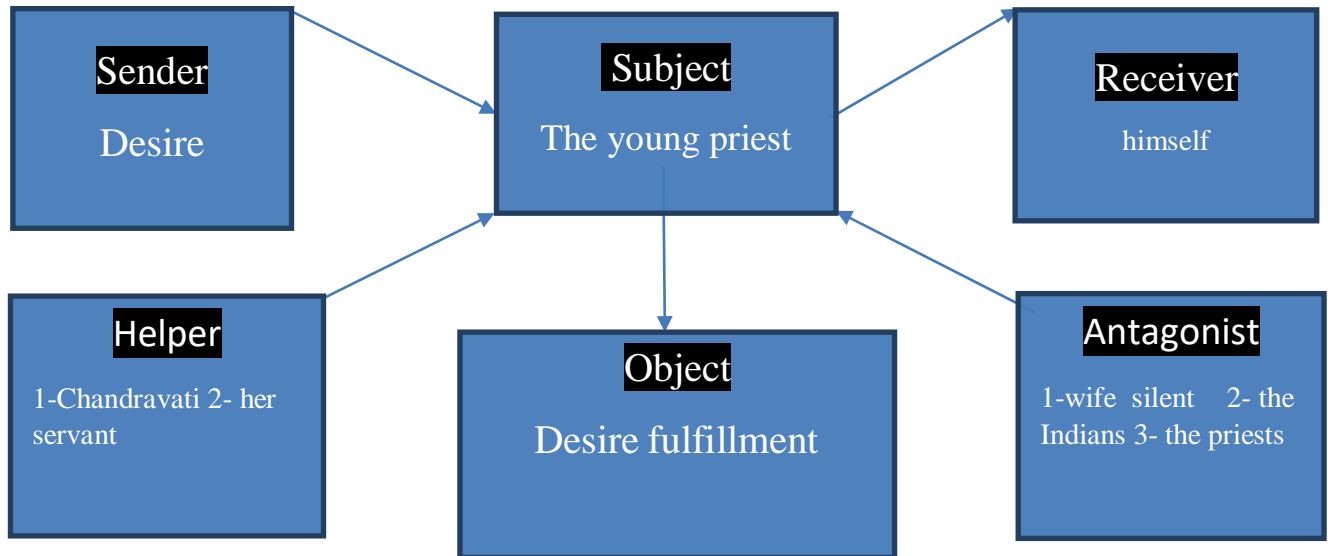 Sender
Desire
Subject
The young priest
Receiver
himself
Helper
1-Chandravati 2- her
servant
Object
Desire fulfillment
Antagonist
1-wife silent 2- the
Indians 3- the priests